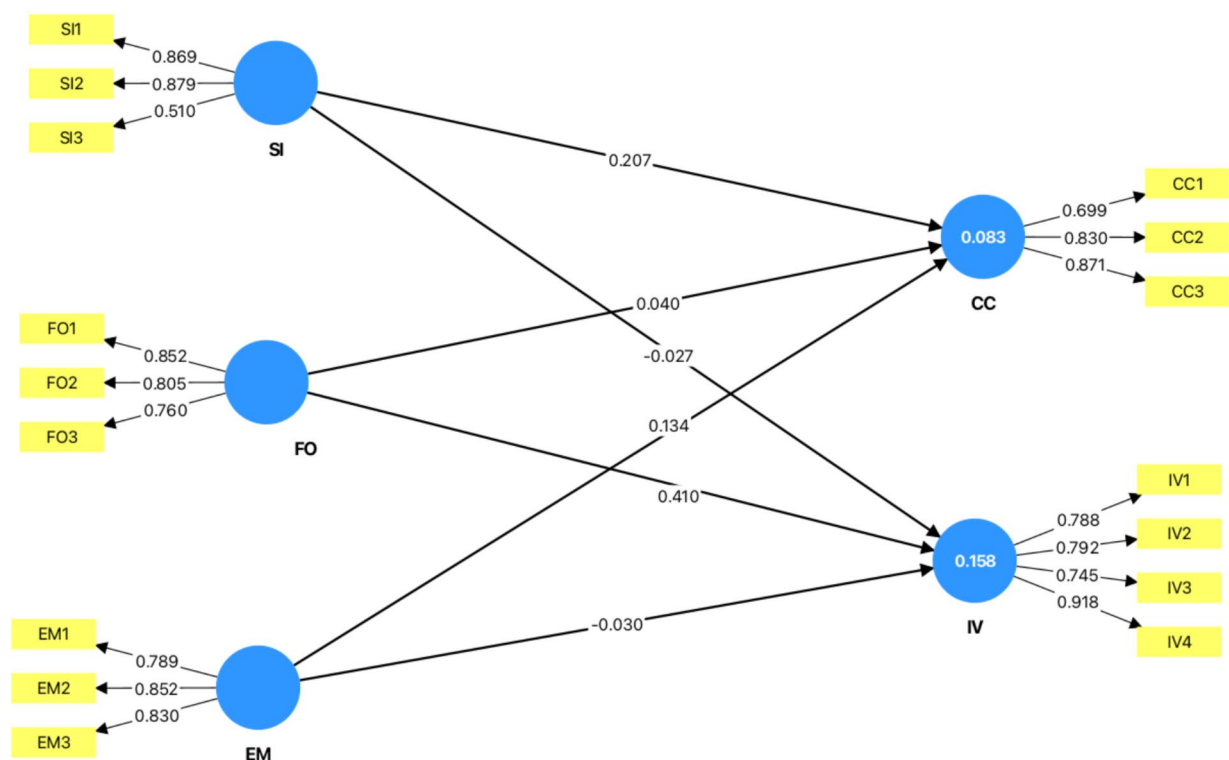 SI1
0.869
SI2
0.879
SI3
0.510
SI
0.207
CC1
0.699
CC2
0.830
CC3
0.871
0.083
CC
0.040
-0.027
FO1
0.852
FO2
0.805
FO3
0.760
FO
0.134
0.410
IV1
0.788
IV2
0.792
IV3
0.745
IV4
0.918
0.158
IV
-0.030
EM1
0.789
EM2
0.852
EM3
0.830
EM